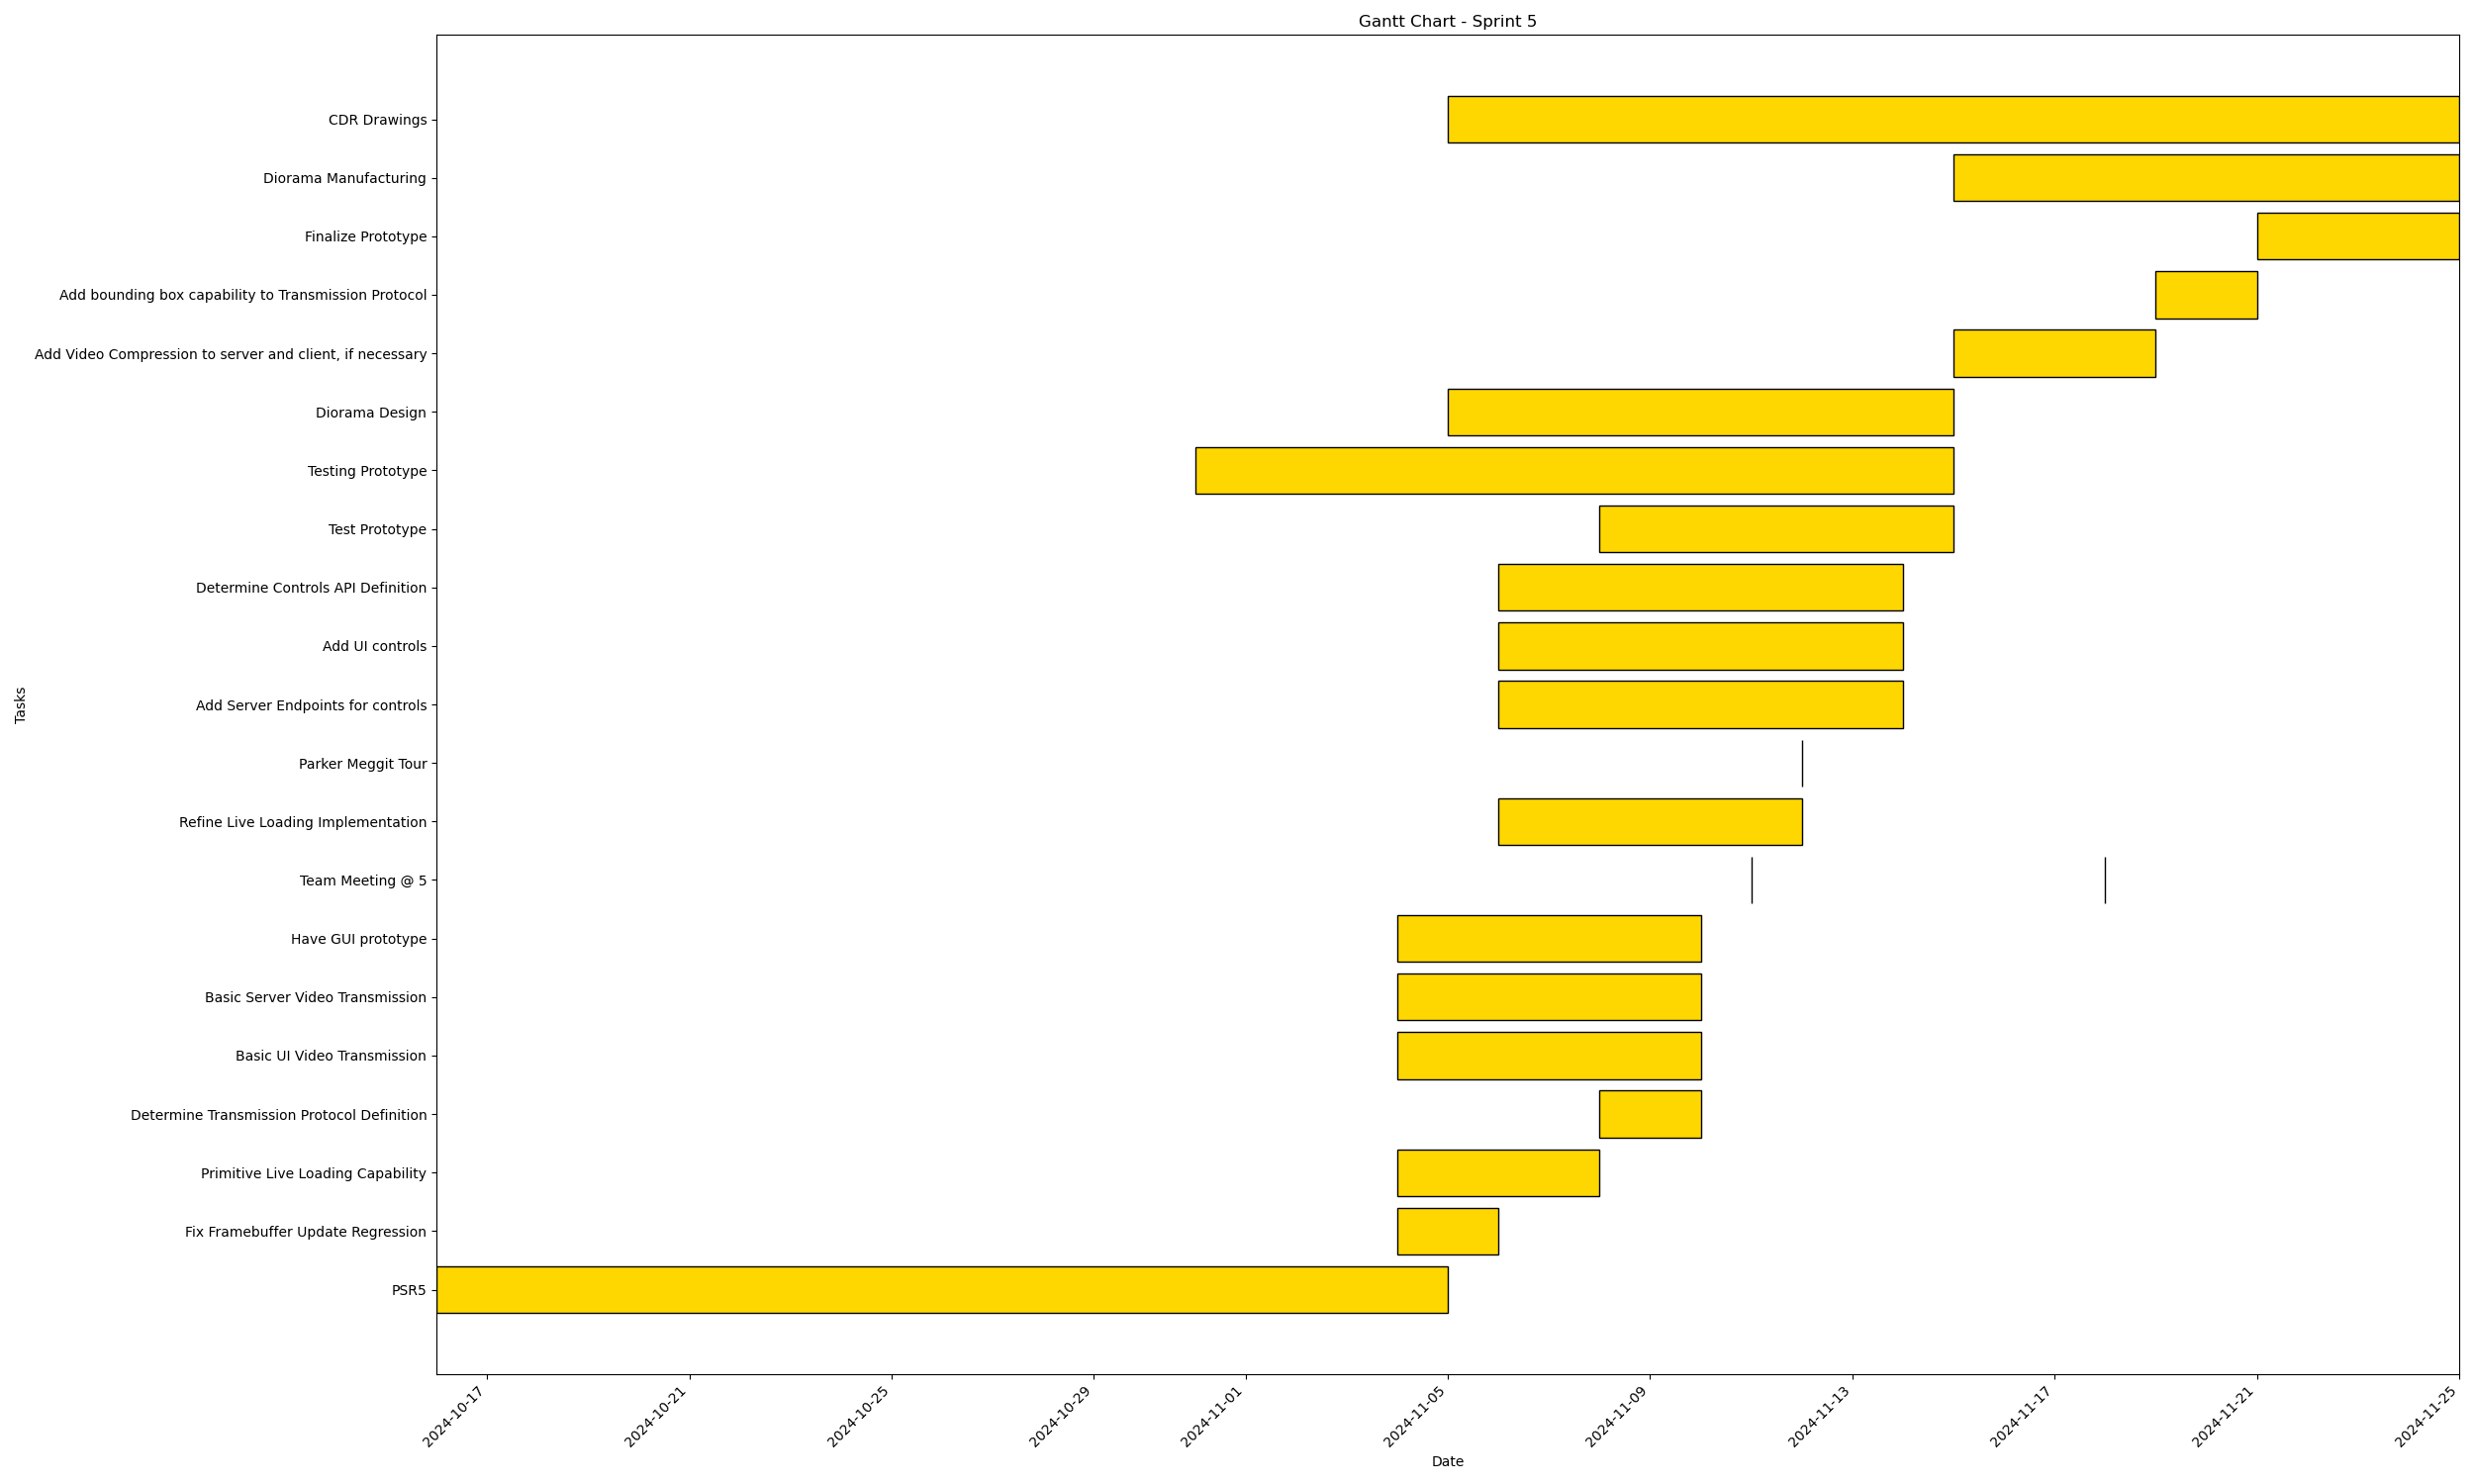 Gantt Chart - Sprint 5
CDR Drawings
Diorama Manufacturing
Finalize Prototype
Add bounding box capability to Transmission Protocol
Add Video Compression to server and client, if necessary
Diorama Design
Testing Prototype
Test Prototype
Determine Controls API Definition
Add UI controls
Add Server Endpoints for controls
Parker Meggit Tour
Refine Live Loading Implementation
Team Meeting @ 5
Have GUI prototype
Basic Server Video Transmission
Basic UI Video Transmission
Determine Transmission Protocol Definition
Primitive Live Loading Capability
Fix Framebuffer Update Regression
PSR5
Tasks
2024-10-17
2024-10-21
2024-10-25
2024-10-29
2024-11-01
2024-11-05
2024-11-09
2024-11-13
2024-11-17
2024-11-21
2024-11-25
Date